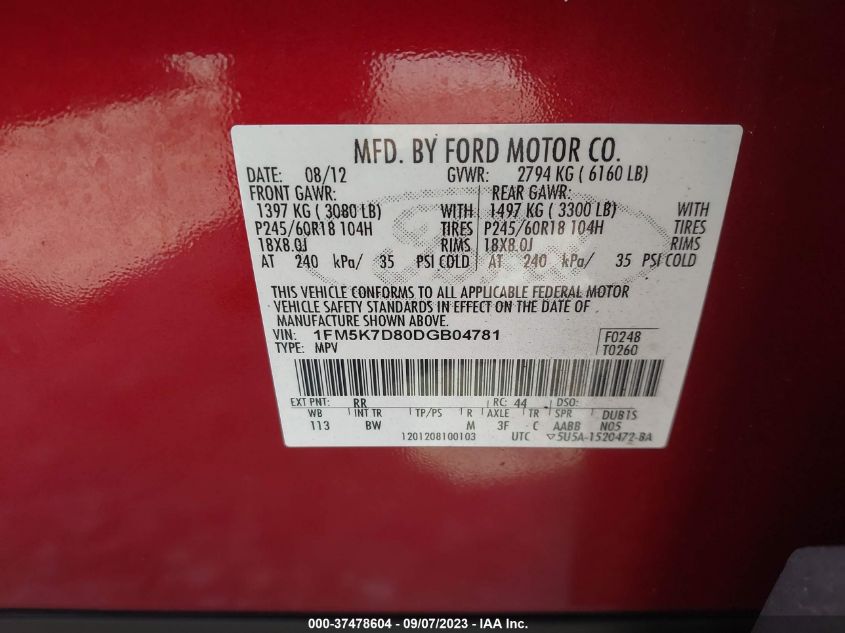 MFD. BY FORD MOTOR CO.
DATE: 08/12 GVWR: 2794 KG ( 6160 LB)
FRONT GAWR: REAR GAWR:
1397 KG ( 3080 LB) WITH 1497 KG ( 3300 LB) WITH
P245/60R18 104H TIRES P245/60R18 104H TIRES
18X8.0J RIMS 18X8.0J RIMS
AT 240 kPa/ 35 PSI COLD AT 240 kPa/ 35 PSI COLD
THIS VEHICLE CONFORMS TO ALL APPLICABLE FEDERAL MOTOR
VEHICLE SAFETY STANDARDS IN EFFECT ON THE DATE OF
MANUFACTURE SHOWN ABOVE.
VIN: 1FM5K7D80DGB04781 F0248
TYPE: MPV T0260
EXT PNT: RR RC: 44 DSO:
WB INT TR TP/PS R AXLE TR SPR DUBTS
113 BW M 3F C AABB N05
1201208100103 UTC ▽5U5A-1520472-BA
000-37478604 - 09/07/2023 - IAA Inc.